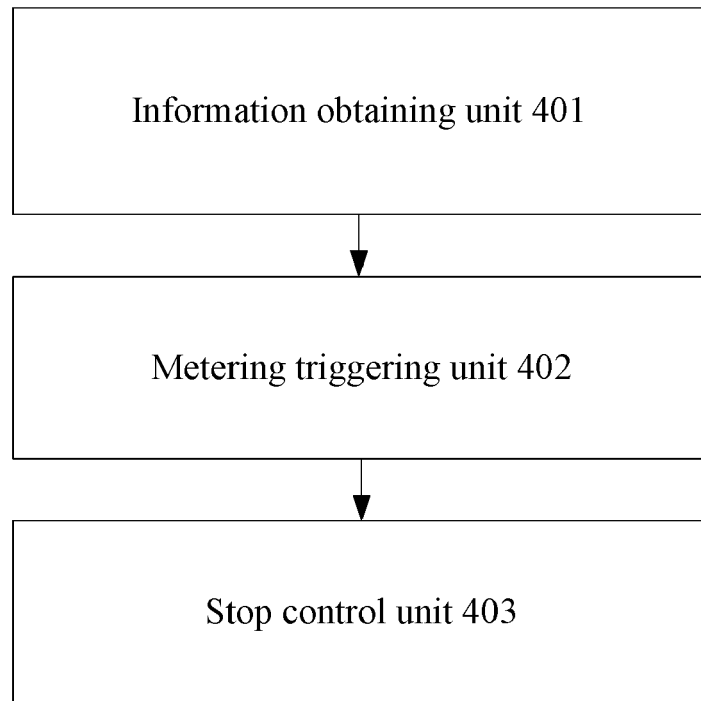 Information obtaining unit 401
Metering triggering unit 402
Stop control unit 403